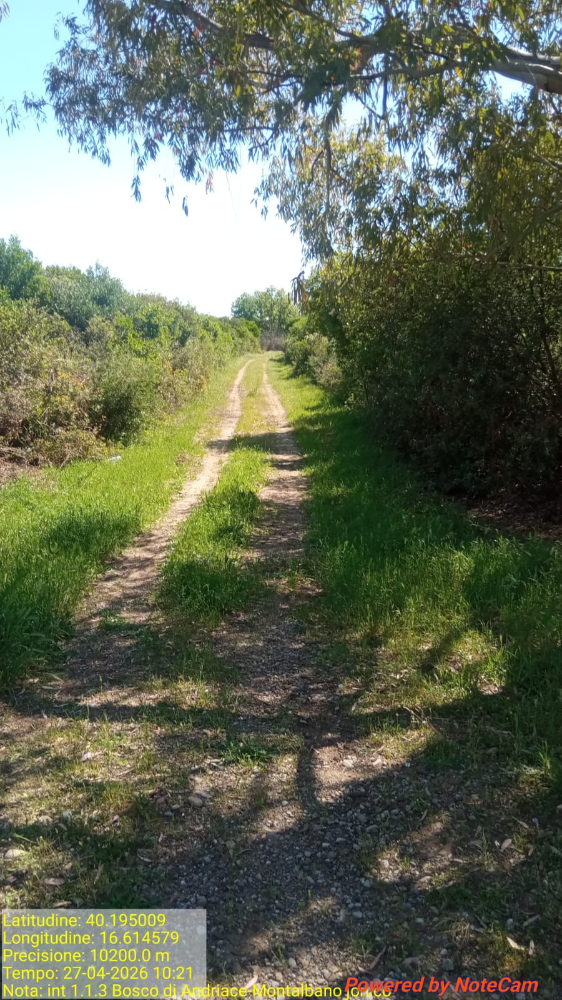 Latitudine: 40.195009
Longitudine: 16.614579
Precisione: 10200.0 m
Tempo: 27-04-2026 10:21
Nota: int 1.1.3 Bosco di Andriace-Montalbano jonico
Powered by NoteCam